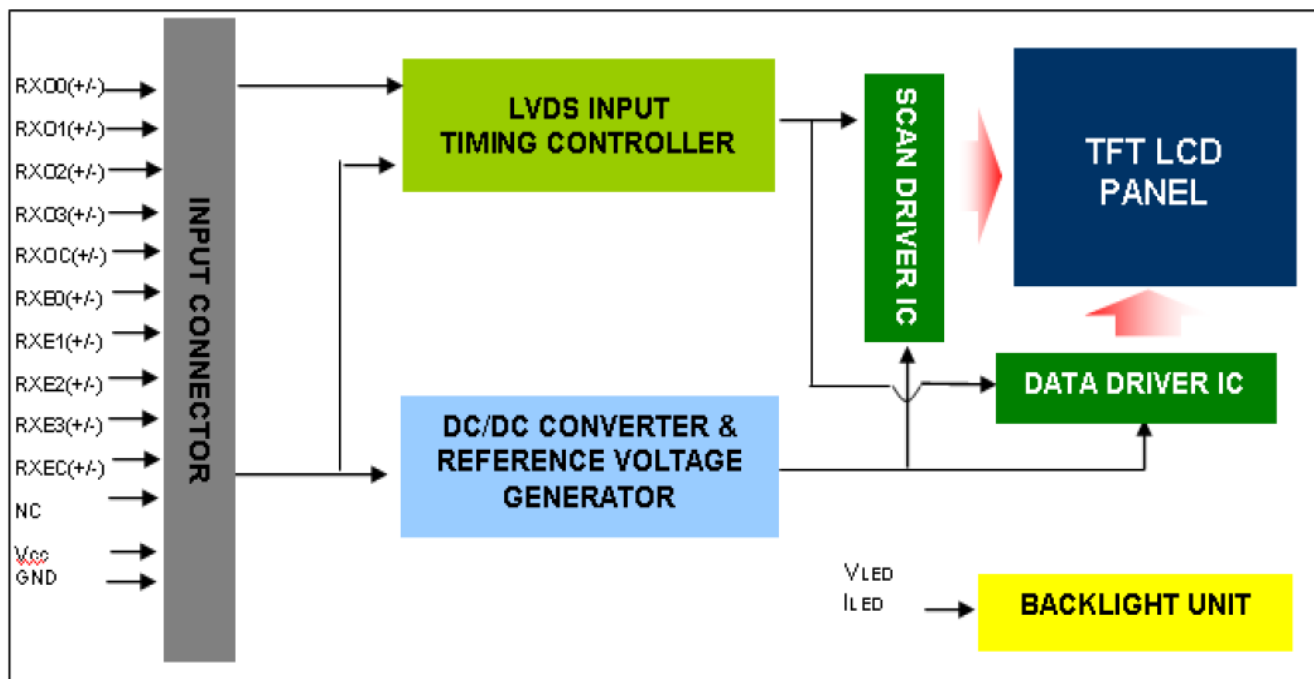 RXO0(+/-)
RXO1(+/-)
RXO2(+/-)
RXO3(+/-)
RXOC(+/-)
RXE0(+/-)
RXE1(+/-)
RXE2(+/-)
RXE3(+/-)
RXEC(+/-)
NC
Vcc
GND
INPUT CONNECTOR
LVDS INPUT
TIMING CONTROLLER
DC/DC CONVERTER &
REFERENCE VOLTAGE
GENERATOR
SCAN DRIVER IC
TFT LCD
PANEL
DATA DRIVER IC
VLED
ILED
BACKLIGHT UNIT